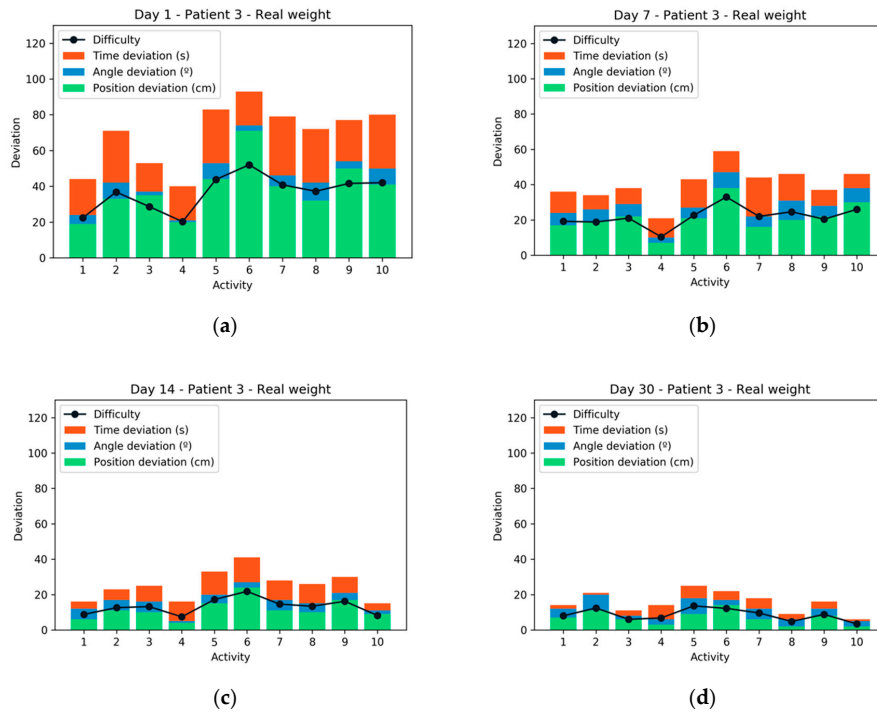 Day 1 - Patient 3 - Real weight
120
100
80
60
40
20
0
Deviation
Difficulty
Time deviation (s)
Angle deviation (º)
Position deviation (cm)
1 2 3 4 5 6 7 8 9 10
Activity
(a)
Day 7 - Patient 3 - Real weight
120
100
80
60
40
20
0
Deviation
Difficulty
Time deviation (s)
Angle deviation (º)
Position deviation (cm)
1 2 3 4 5 6 7 8 9 10
Activity
(b)
Day 14 - Patient 3 - Real weight
120
100
80
60
40
20
0
Deviation
Difficulty
Time deviation (s)
Angle deviation (º)
Position deviation (cm)
1 2 3 4 5 6 7 8 9 10
Activity
(c)
Day 30 - Patient 3 - Real weight
120
100
80
60
40
20
0
Deviation
Difficulty
Time deviation (s)
Angle deviation (º)
Position deviation (cm)
1 2 3 4 5 6 7 8 9 10
Activity
(d)